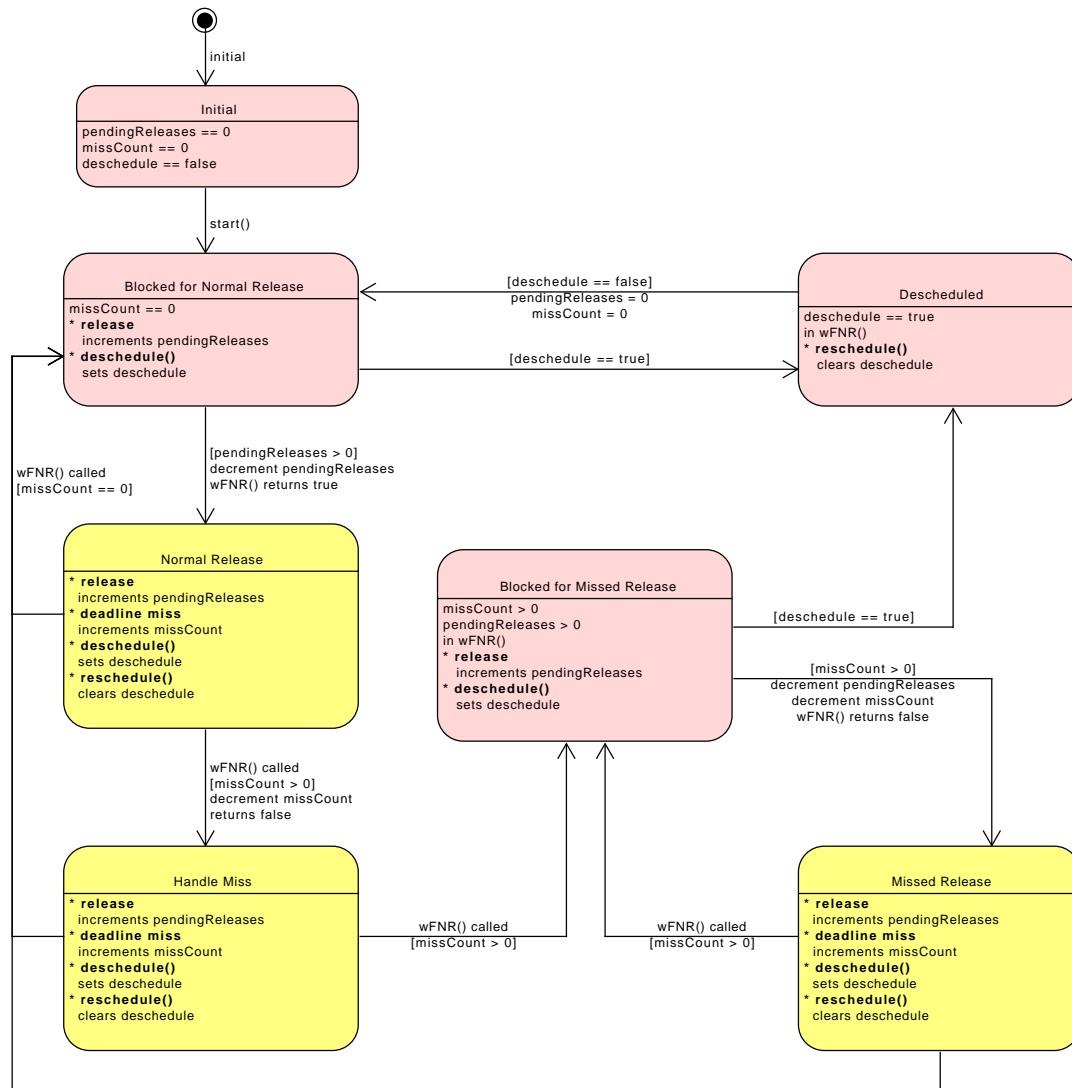 initial
Initial
pendingReleases == 0
missCount == 0
deschedule == false
start()
Blocked for Normal Release
missCount == 0
* release
increments pendingReleases
* deschedule()
sets deschedule
[deschedule == false]
pendingReleases = 0
missCount = 0
[deschedule == true]
Descheduled
deschedule == true
in wFNR()
* reschedule()
clears deschedule
wFNR() called
[missCount == 0]
[pendingReleases > 0]
decrement pendingReleases
wFNR() returns true
Normal Release
* release
increments pendingReleases
* deadline miss
increments missCount
* deschedule()
sets deschedule
* reschedule()
clears deschedule
Blocked for Missed Release
missCount > 0
pendingReleases > 0
in wFNR()
* release
increments pendingReleases
* deschedule()
sets deschedule
[deschedule == true]
[missCount > 0]
decrement pendingReleases
decrement missCount
wFNR() returns false
wFNR() called
[missCount > 0]
decrement missCount
returns false
Handle Miss
* release
increments pendingReleases
* deadline miss
increments missCount
* deschedule()
sets deschedule
* reschedule()
clears deschedule
wFNR() called
[missCount > 0]
wFNR() called
[missCount > 0]
Missed Release
* release
increments pendingReleases
* deadline miss
increments missCount
* deschedule()
sets deschedule
* reschedule()
clears deschedule